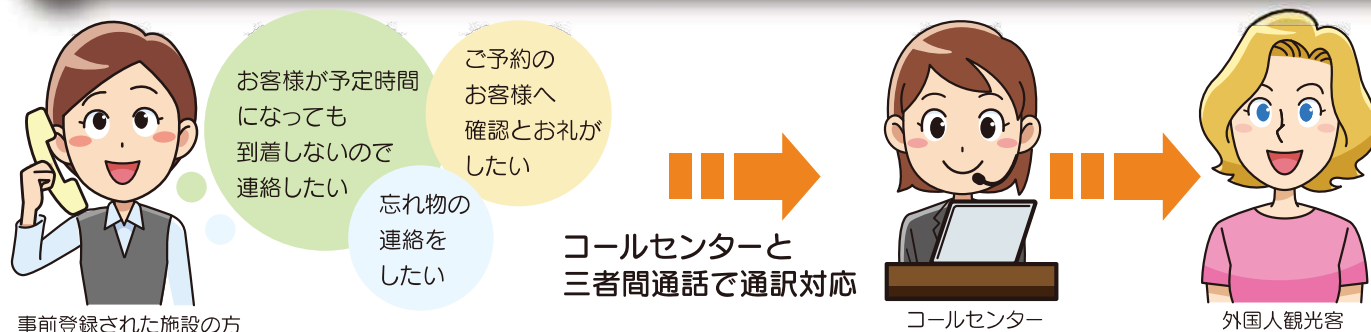 お客様が予定時間
になっても
到着しないので
連絡したい
ご予約の
お客様へ
確認とお礼が
したい
忘れ物の
連絡を
したい
コールセンターと
三者間通話で通訳対応
事前登録された施設の方
コールセンター
外国人観光客